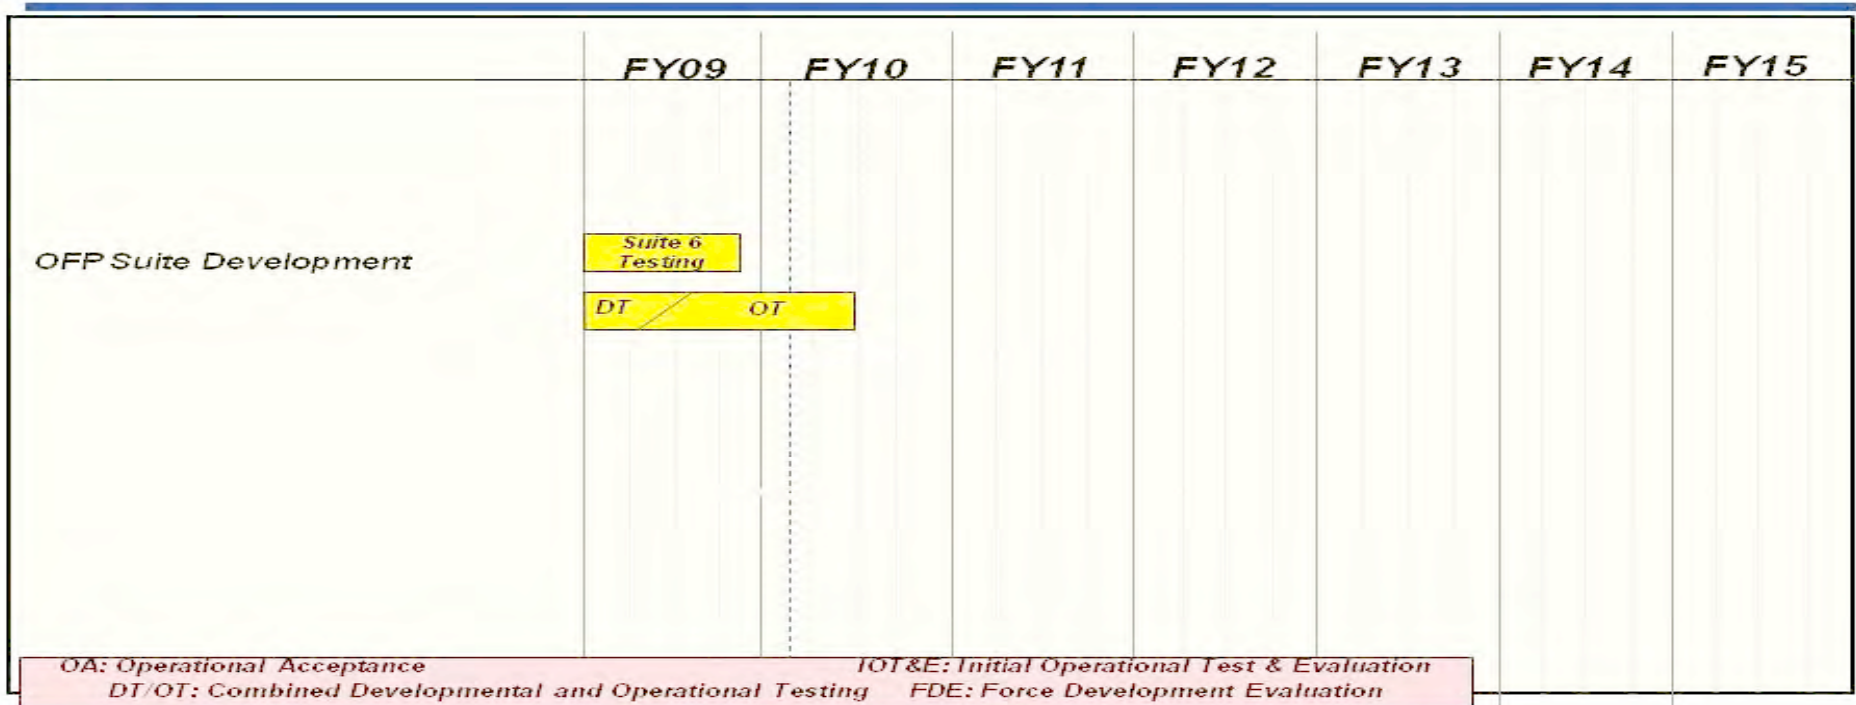 FY09 FY10 FY11 FY12 FY13 FY14 FY15
Suite 6
Testing
OFP Suite Development
DT OT
OA: Operational Acceptance IOT&E: Initial Operational Test & Evaluation
DT/OT: Combined Developmental and Operational Testing FDE: Force Development Evaluation